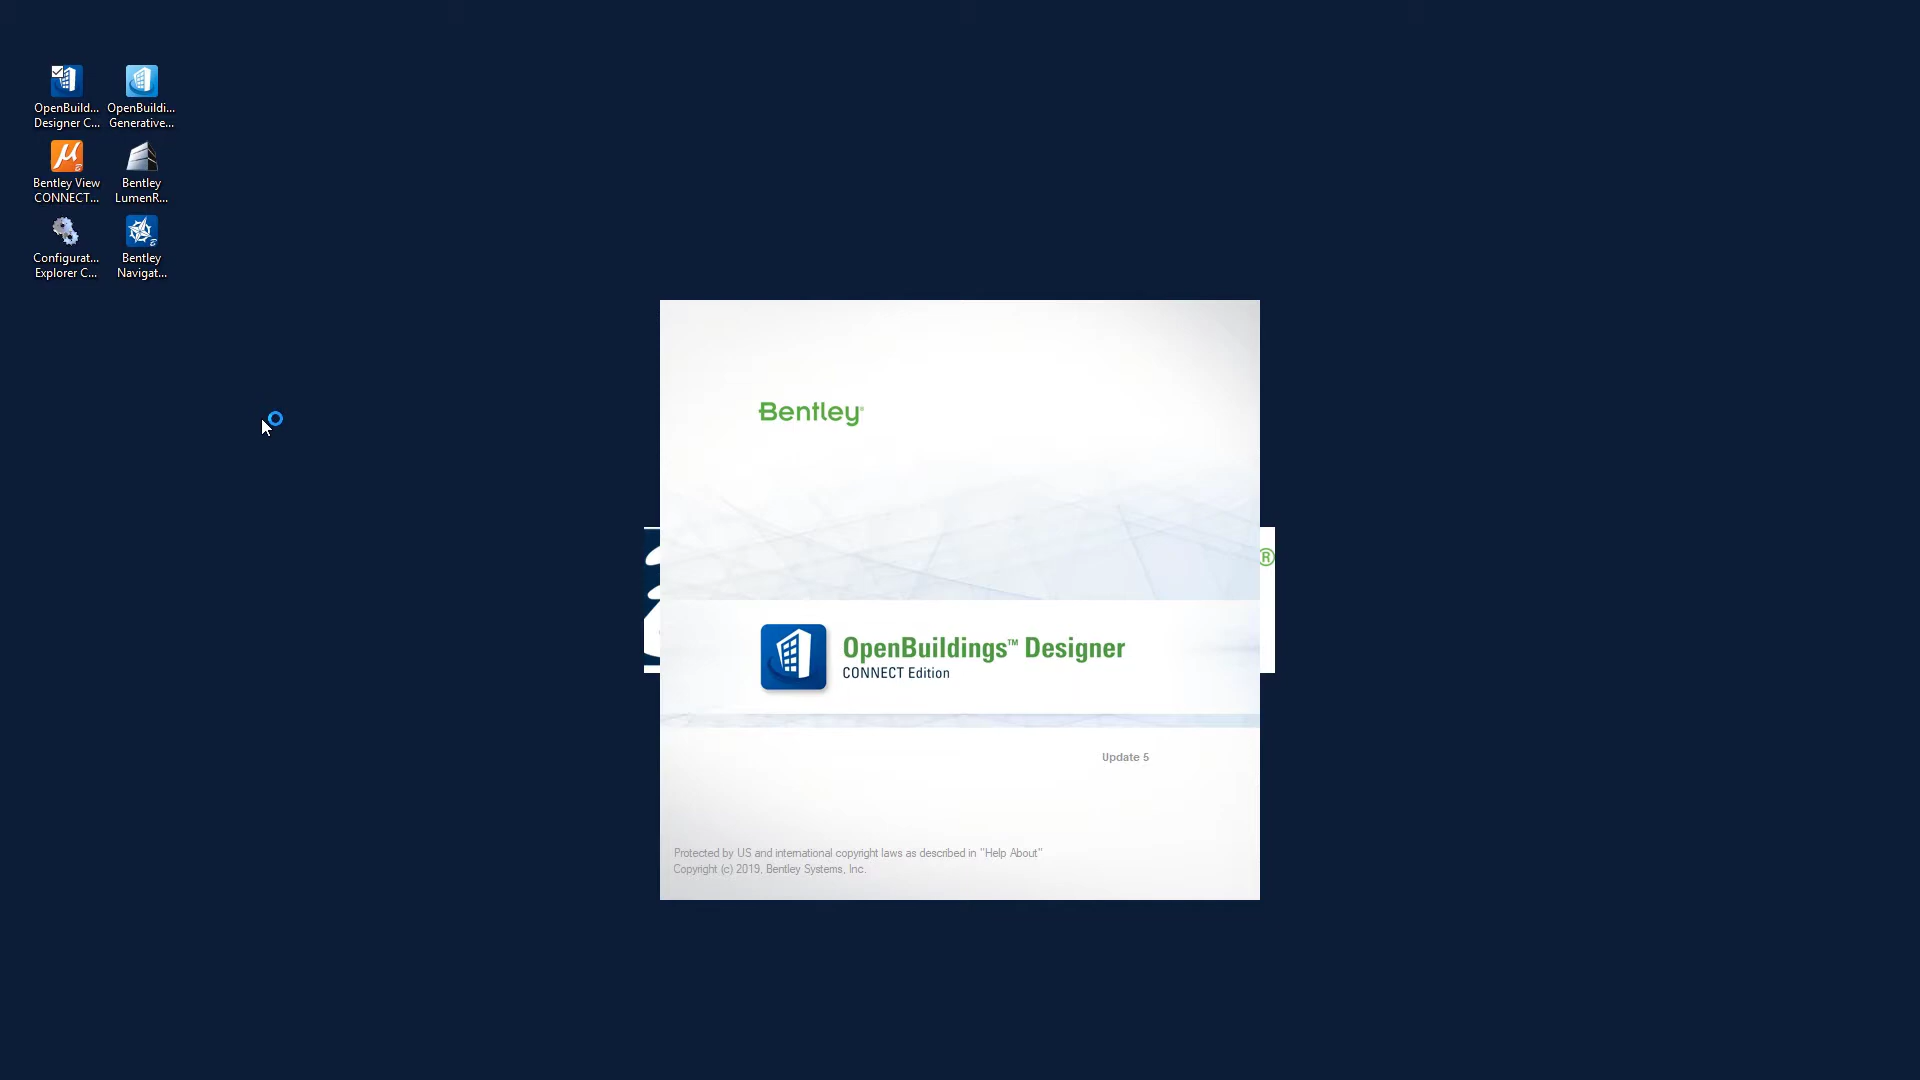 OpenBuild...
Designer C...
OpenBuildi...
Generative...
Bentley View
CONNECT...
Bentley
LumenR...
Configurat...
Explorer C...
Bentley
Navigat...
Bentley®
®
OpenBuildings™ Designer
CONNECT Edition
Update 5
Protected by US and international copyright laws as described in "Help About"
Copyright (c) 2019. Bentley Systems, Inc.